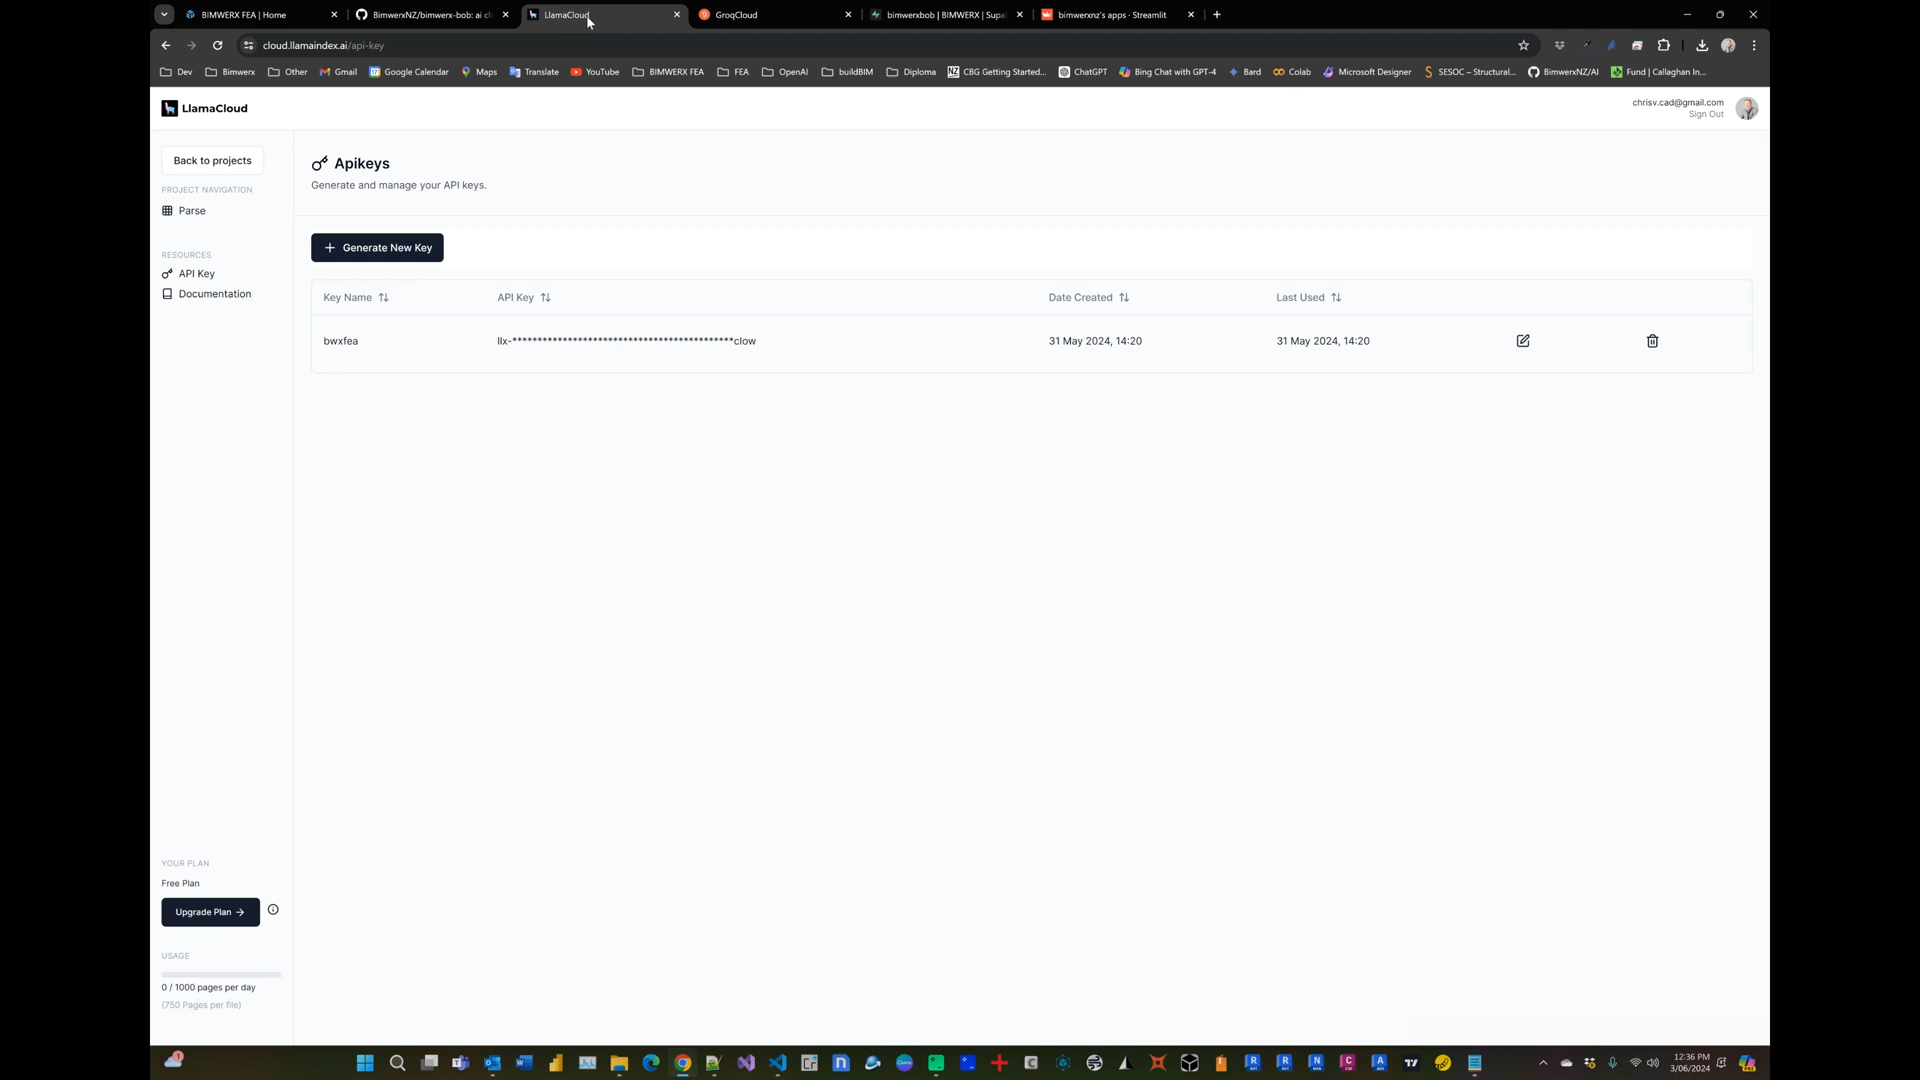 BIMWERX FEA | Home
BimwerxNZ/bimwerx-bob: ai ch
LlamaCloud
GroqCloud
bimwerxbob | BIMWERX | Supa
bimwerxnz's apps · Streamlit
cloud.llamaindex.ai/api-key
Dev
Bimwerx
Other
Gmail
Google Calendar
Maps
Translate
YouTube
BIMWERX FEA
FEA
OpenAI
buildBIM
Diploma
CBG Getting Started...
ChatGPT
Bing Chat with GPT-4
Bard
Colab
Microsoft Designer
SESOC – Structural...
BimwerxNZ/AI
Fund | Callaghan In...
LlamaCloud
chrisv.cad@gmail.com
Sign Out
Back to projects
PROJECT NAVIGATION
Parse
RESOURCES
API Key
Documentation
Apikeys
Generate and manage your API keys.
+ Generate New Key
Key Name API Key Date Created Last Used
bwxfea llx-********************************************clow 31 May 2024, 14:20 31 May 2024, 14:20
YOUR PLAN
Free Plan
Upgrade Plan →
USAGE
0 / 1000 pages per day
(750 Pages per file)
12:36 PM
3/06/2024